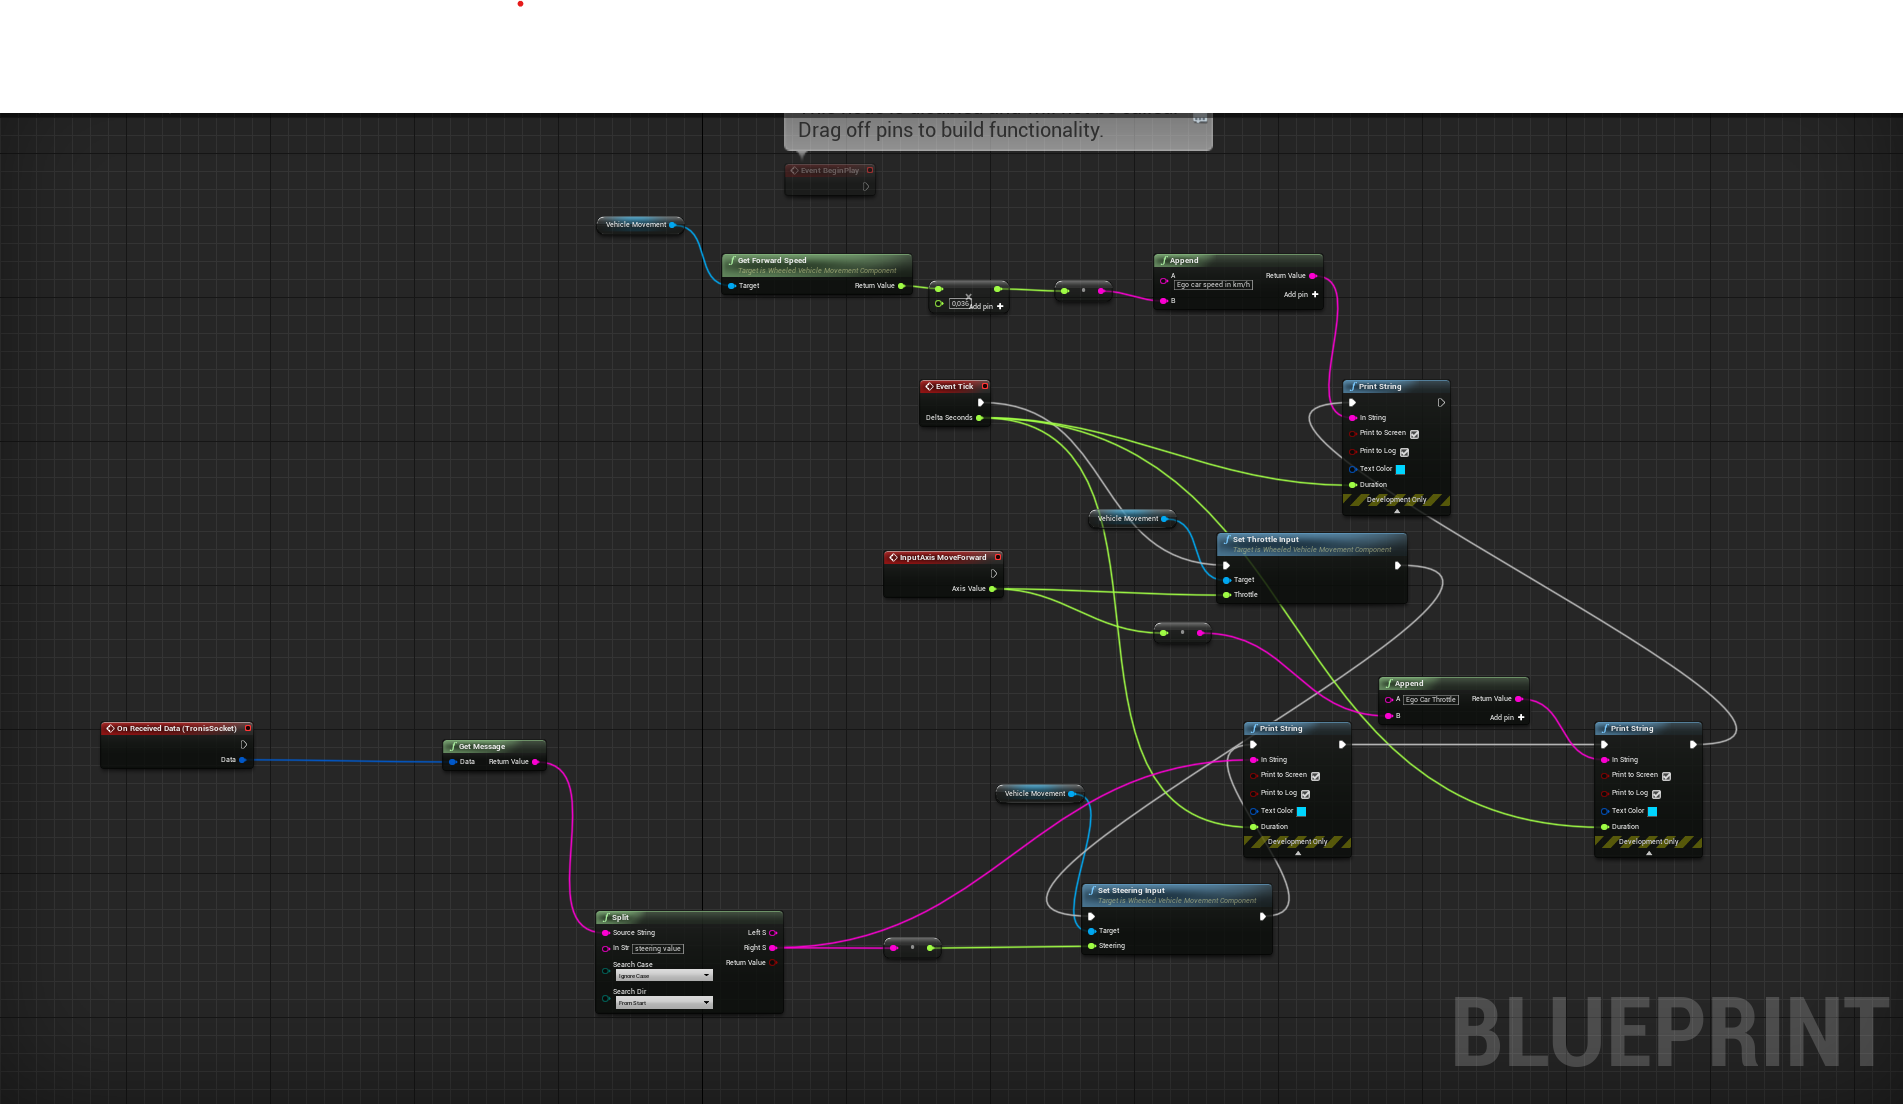 Drag off pins to build functionality.
Event BeginPlay
Vehicle Movement
Get Forward Speed
Target is Wheeled Vehicle Movement Component
Target
Return Value
0,036
Add pin
Append
A
Ego car speed in km/h
B
Return Value
Add pin
Event Tick
Delta Seconds
Print String
In String
Print to Screen
Print to Log
Text Color
Duration
Development Only
Vehicle Movement
Set Throttle Input
Target is Wheeled Vehicle Movement Component
Target
Throttle
InputAxis MoveForward
Axis Value
Append
A Ego Car Throttle
B
Return Value
Add pin
On Received Data (TronisSocket)
Data
Get Message
Data
Return Value
Print String
In String
Print to Screen
Print to Log
Text Color
Duration
Development Only
Print String
In String
Print to Screen
Print to Log
Text Color
Duration
Development Only
Vehicle Movement
Set Steering Input
Target is Wheeled Vehicle Movement Component
Target
Steering
Split
Source String
In Str steering value
Search Case
Ignore Case
Search Dir
From Start
Left S
Right S
Return Value
BLUEPRINT